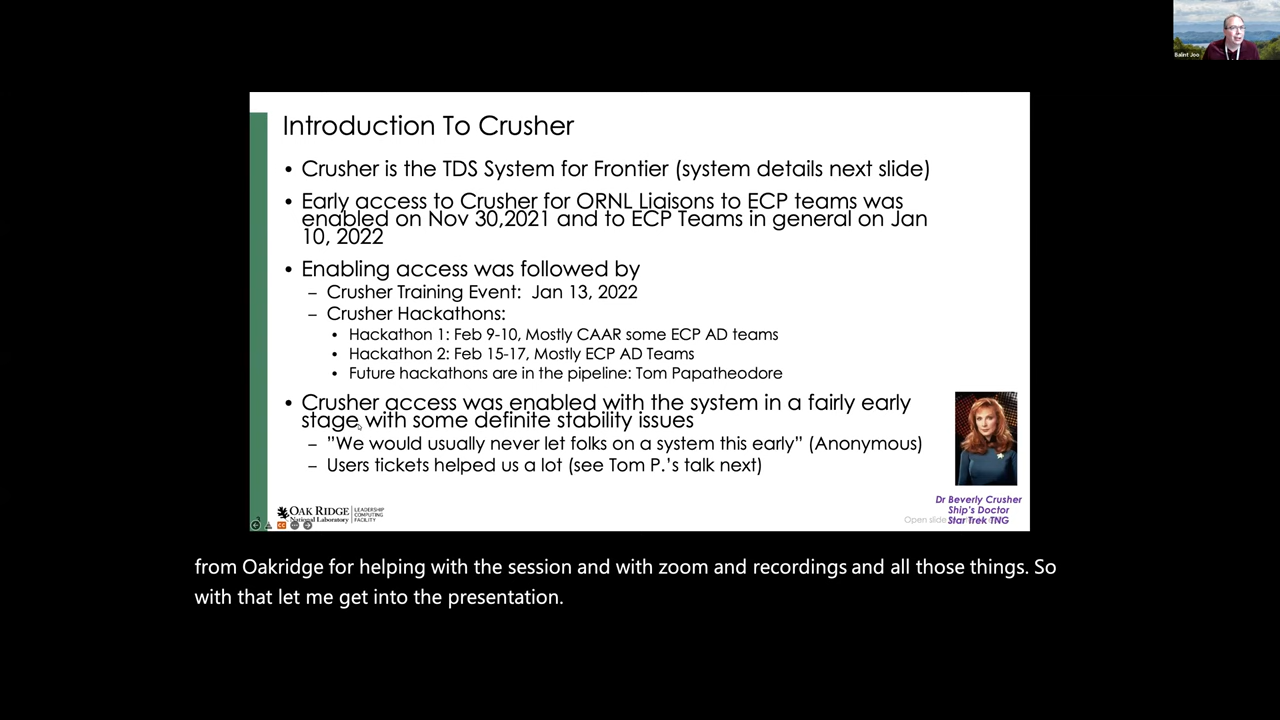 Balint Joo
Introduction To Crusher
• Crusher is the TDS System for Frontier (system details next slide)
• Early access to Crusher for ORNL Liaisons to ECP teams was
enabled on Nov 30,2021 and to ECP Teams in general on Jan
10, 2022
• Enabling access was followed by
– Crusher Training Event: Jan 13, 2022
– Crusher Hackathons:
• Hackathon 1: Feb 9-10, Mostly CAAR some ECP AD teams
• Hackathon 2: Feb 15-17, Mostly ECP AD Teams
• Future hackathons are in the pipeline: Tom Papatheodore
• Crusher access was enabled with the system in a fairly early
stage with some definite stability issues
– ”We would usually never let folks on a system this early” (Anonymous)
– Users tickets helped us a lot (see Tom P.’s talk next)
Dr Beverly Crusher
Ship's Doctor
Star Trek TNG
Open slide
OAK RIDGE
National Laboratory
LEADERSHIP
COMPUTING
FACILITY
from Oakridge for helping with the session and with zoom and recordings and all those things. So
with that let me get into the presentation.